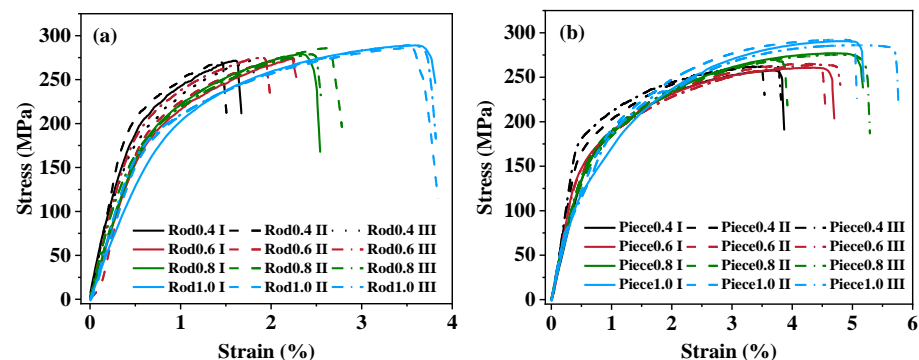 (a)
Stress (MPa)
300
250
200
150
100
50
0
Rod0.4 I Rod0.4 II Rod0.4 III
Rod0.6 I Rod0.6 II Rod0.6 III
Rod0.8 I Rod0.8 II Rod0.8 III
Rod1.0 I Rod1.0 II Rod1.0 III
0 1 2 3 4
Strain (%)
(b)
Stress (MPa)
300
250
200
150
100
50
0
Piece0.4 I Piece0.4 II Piece0.4 III
Piece0.6 I Piece0.6 II Piece0.6 III
Piece0.8 I Piece0.8 II Piece0.8 III
Piece1.0 I Piece1.0 II Piece1.0 III
0 1 2 3 4 5 6
Strain (%)